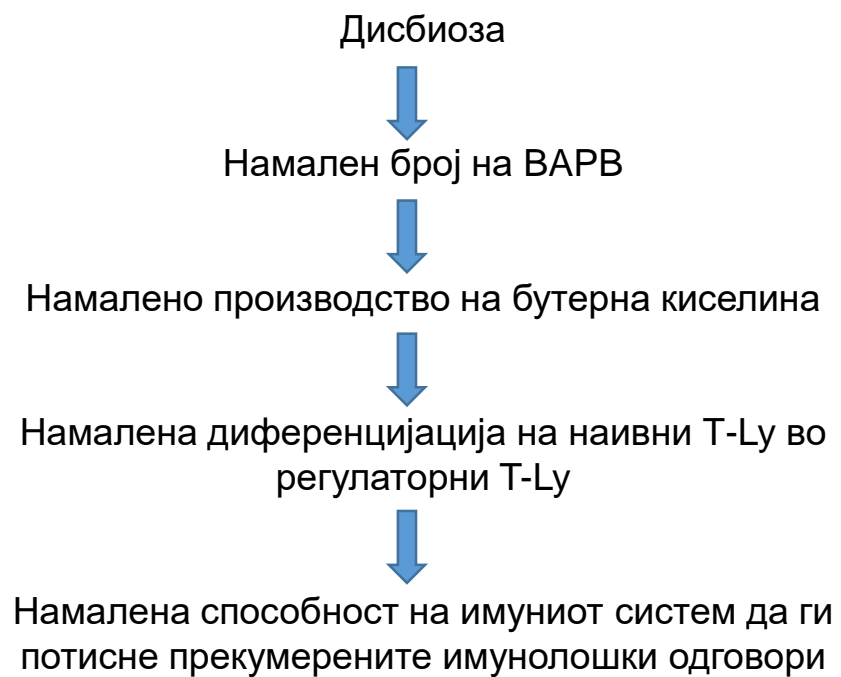 Дисбиоза
Намален број на BAPB
Намалено производство на бутерна киселина
Намалена диференцијација на наивни T-Ly во
регулаторни T-Ly
Намалена способност на имуниот систем да ги
потисне прекумерените имунолошки одговори